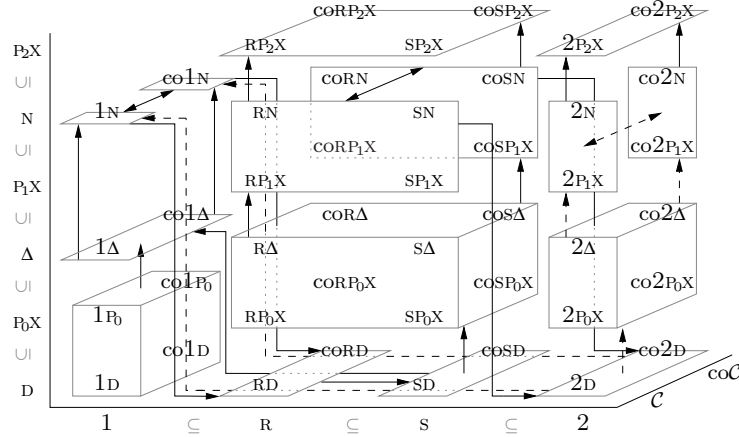 coRP₂X coSP₂X co2P₂X
P₂X RP₂X SP₂X 2P₂X
⊆ co1N coRN coSN co2N
N 1N RN SN 2N
⊆ coRP₁X coSP₁X co2P₁X
P₁X RP₁X SP₁X 2P₁X
⊆ co1Δ coRΔ coSΔ co2Δ
Δ 1Δ RΔ SΔ 2Δ
⊆ co1P₀ coRP₀X coSP₀X co2P₀X
P₀X 1P₀ RP₀X SP₀X 2P₀X
⊆ co1D coRD coSD co2D
D 1D RD SD 2D
coC
C
1 ⊆ R ⊆ S ⊆ 2